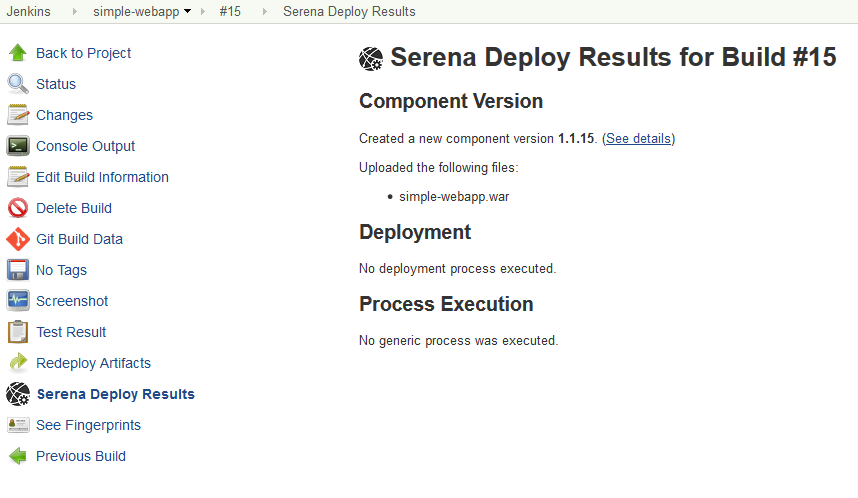 Jenkins simple-webapp #15 Serena Deploy Results
Back to Project
Status
Changes
Console Output
Edit Build Information
Delete Build
Git Build Data
No Tags
Screenshot
Test Result
Redeploy Artifacts
Serena Deploy Results
See Fingerprints
Previous Build
Serena Deploy Results for Build #15
Component Version
Created a new component version 1.1.15. (See details)
Uploaded the following files:
• simple-webapp.war
Deployment
No deployment process executed.
Process Execution
No generic process was executed.